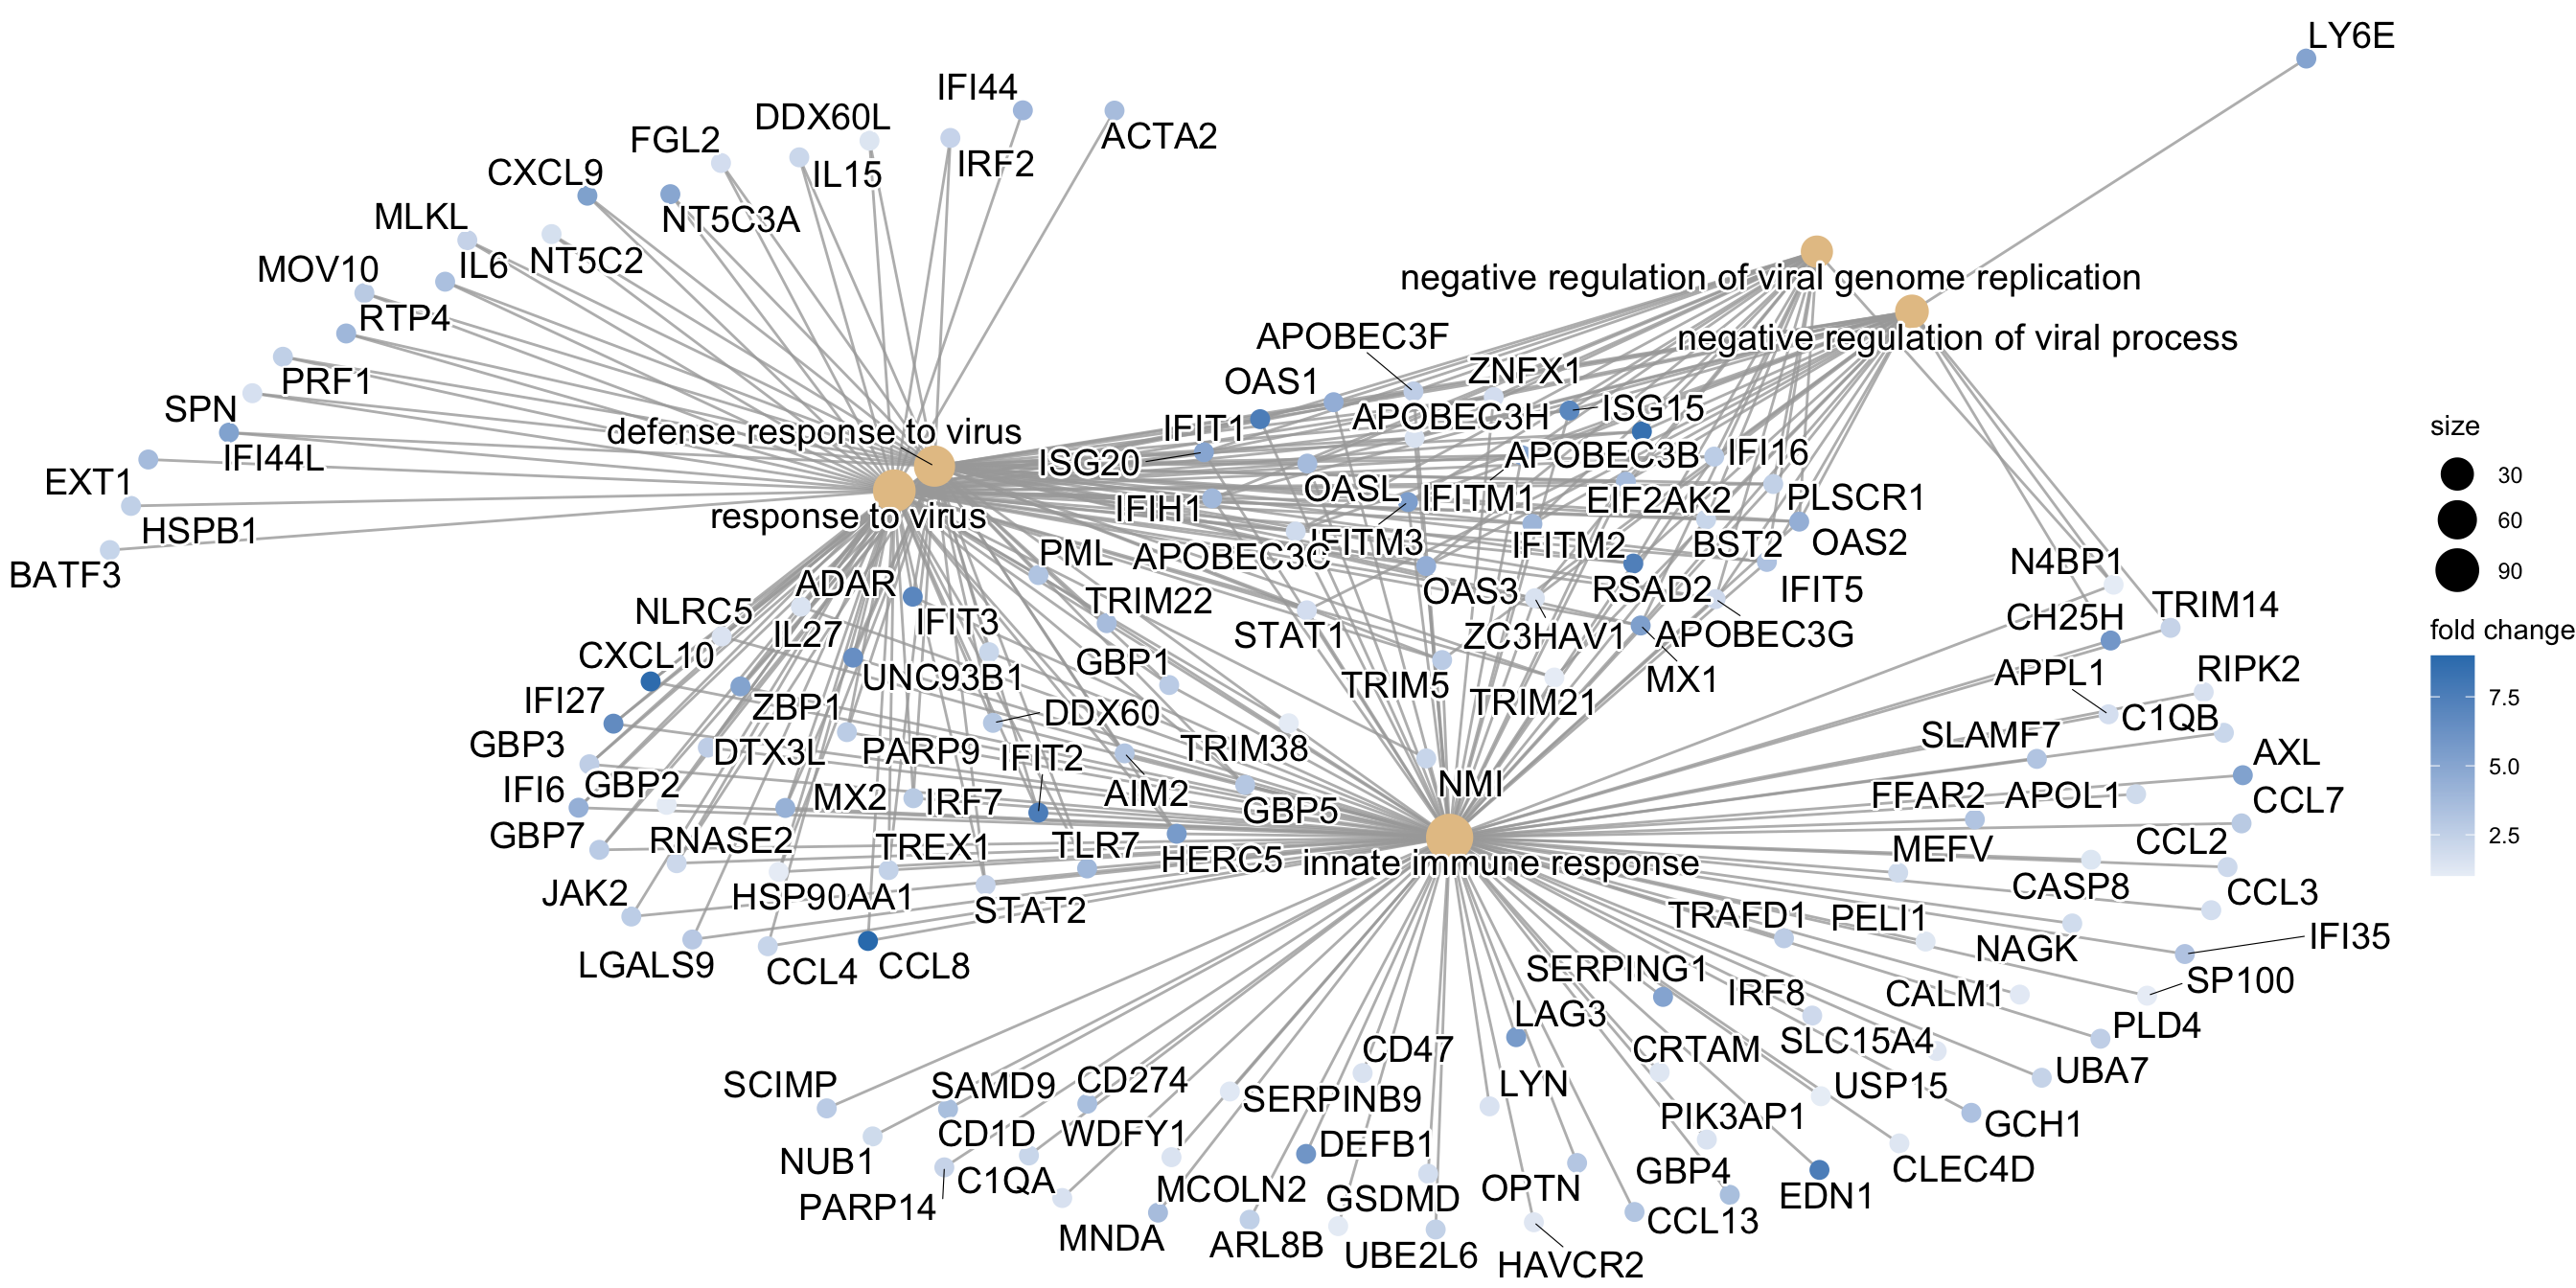 LY6E
IFI44
DDX60L
ACTA2
FGL2
IRF2
CXCL9
IL15
MLKL
NT5C3A
MOV10
IL6
NT5C2
negative regulation of viral genome replication
RTP4
APOBEC3F
negative regulation of viral process
PRF1
OAS1
ZNFX1
SPN
defense response to virus
IFIT1
APOBEC3H
ISG15
size
IFI44L
ISG20
APOBEC3B
IFI16
30
EXT1
OASL
IFITM1
EIF2AK2
PLSCR1
HSPB1
response to virus
IFIH1
60
BATF3
PML
APOBEC3C
IFITM3
IFITM2
BST2
OAS2
90
ADAR
N4BP1
NLRC5
IL27
IFIT3
TRIM22
STAT1
OAS3
RSAD2
IFIT5
CH25H
TRIM14
fold change
CXCL10
UNC93B1
GBP1
ZC3HAV1
APOBEC3G
APPL1
RIPK2
IFI27
ZBP1
DDX60
TRIM5
TRIM21
MX1
SLAMF7
C1QB
7.5
GBP3
DTX3L
PARP9
IFIT2
TRIM38
AXL
5.0
IFI6
GBP2
MX2
IRF7
AIM2
GBP5
NMI
FFAR2
APOL1
CCL7
GBP7
RNASE2
TREX1
TLR7
HERC5
innate immune response
MEFV
CCL2
2.5
JAK2
HSP90AA1
STAT2
TRAFD1
PELI1
CASP8
CCL3
LGALS9
CCL4
CCL8
SERPING1
NAGK
IFI35
LAG3
IRF8
CALM1
SP100
SCIMP
SAMD9
CD274
CD47
CRTAM
SLC15A4
PLD4
SERPINB9
LYN
USP15
UBA7
NUB1
CD1D
WDFY1
DEFB1
PIK3AP1
GCH1
PARP14
C1QA
MCOLN2
GSDMD
OPTN
GBP4
EDN1
CLEC4D
MNDA
ARL8B
UBE2L6
HAVCR2
CCL13